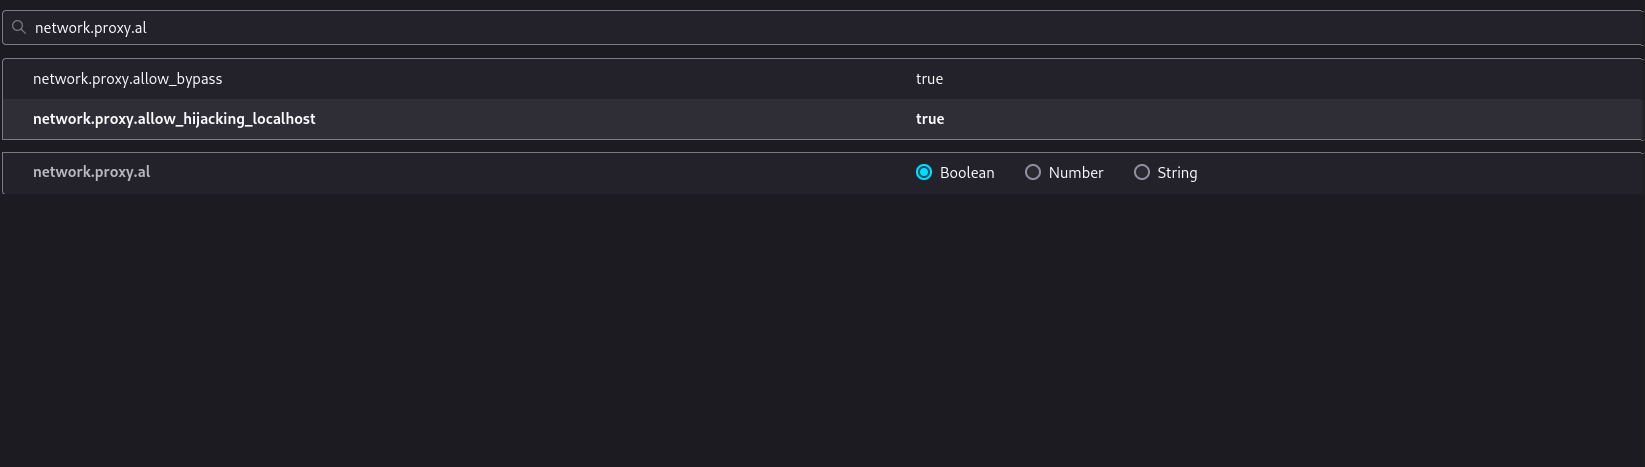 network.proxy.al
network.proxy.allow_bypass true
network.proxy.allow_hijacking_localhost true
network.proxy.al Boolean Number String